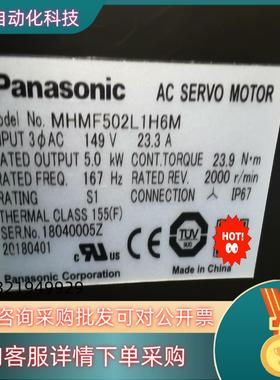 自动化科技
Panasonic AC SERVO MOTOR
Model No. MHMF502L1H6M
INPUT 3ϕAC 149 V 23.3 A
RATED OUTPUT 5.0 kW CONT.TORQUE 23.9 N·m
RATED FREQ. 167 Hz RATED REV. 2000 r/min
RATING S1 CONNECTION IP67
THERMAL CLASS 155(F)
SER.No. 18040005Z
20180401
TUV
SUD
HOT!
Panasonic Corporation
咨询采购批发可对公开票
问客服详情下单采购